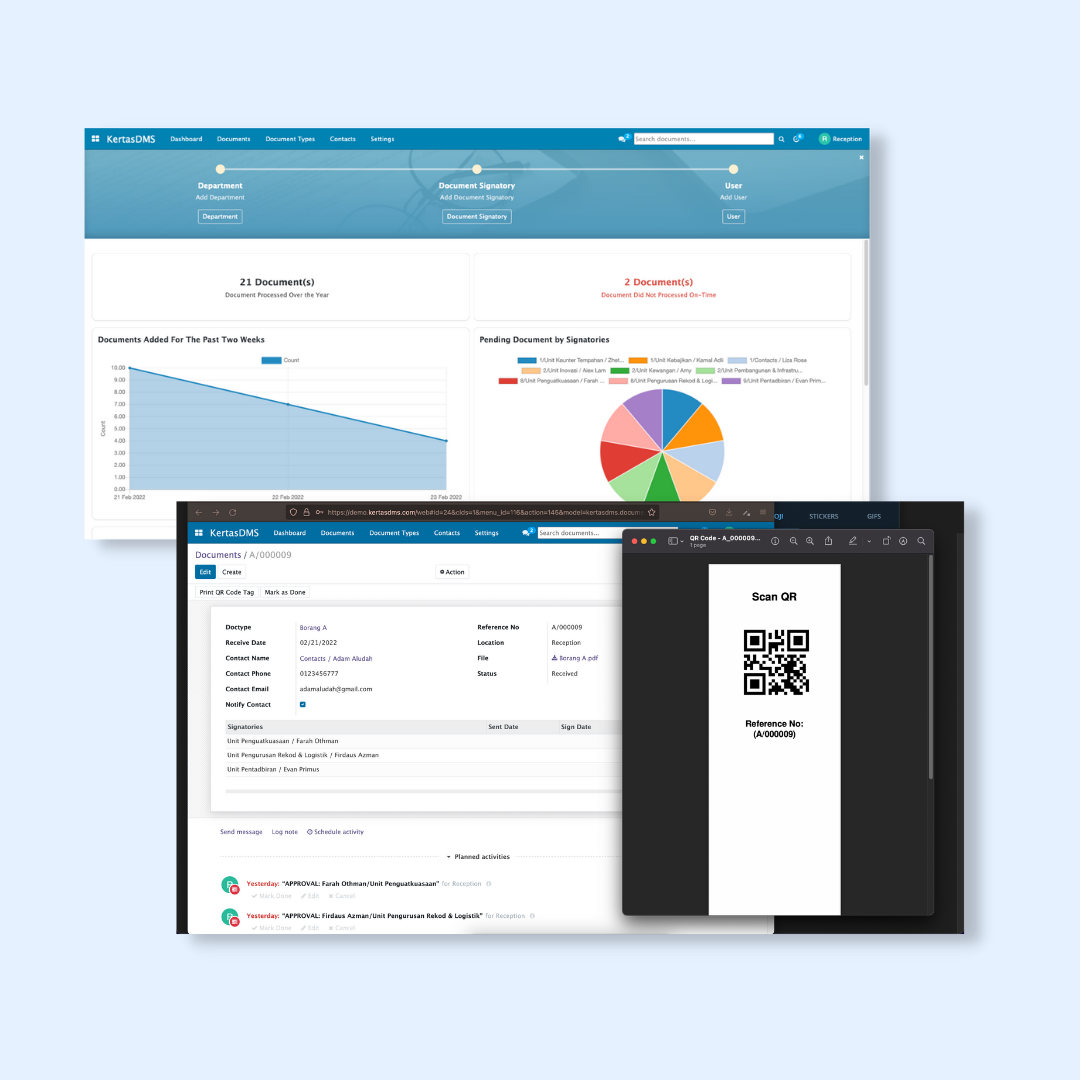 KertasDMS Dashboard Documents Document Types Contacts Settings 2 Search documents... R Reception
Department Document Signatory User
Add Department Add Document Signatory Add User
Department Document Signatory User
21 Document(s)
Document Processed Over the Year
2 Document(s)
Document Did Not Processed On-Time
Documents Added For The Past Two Weeks
Count
10.00
9.00
8.00
7.00
6.00
5.00
4.00
3.00
2.00
1.00
0.00
Count
21 Feb 2022 22 Feb 2022 23 Feb 2022
Pending Document by Signatories
1/Unit Kaunter Tempahan / Zhet... 1/Unit Kebajikan / Kamal Adli 1/Contacts / Liza Rose
2/Unit Inovasi / Alex Lam 2/Unit Kewangan / Amy 2/Unit Pembangunan & Infrastru...
8/Unit Penguatkuasaan / Farah ... 8/Unit Pengurusan Rekod & Logi... 9/Unit Pentadbiran / Evan Prim...
https://demo.kertasdms.com/web#id=24&cids=1&menu_id=116&action=145&model=kertasdms.docum
OJI STICKERS GIFS
KertasDMS Dashboard Documents Document Types Contacts Settings 2 Search documents...
Documents / A/000009
Edit Create Action
Print QR Code Tag Mark as Done
Doctype Borang A Reference No A/000009
Receive Date 02/21/2022 Location Reception
Contact Name Contacts / Adam Aludah File Borang A.pdf
Contact Phone 0123456777 Status Received
Contact Email adamaludah@gmail.com
Notify Contact
Signatories Sent Date Sign Date
Unit Penguatkuasaan / Farah Othman
Unit Pengurusan Rekod & Logistik / Firdaus Azman
Unit Pentadbiran / Evan Primus
Send message Log note Schedule activity
Planned activities
Yesterday: "APPROVAL: Farah Othman/Unit Penguatkuasaan" for Reception
Mark Done Edit Cancel
Yesterday: "APPROVAL: Firdaus Azman/Unit Pengurusan Rekod & Logistik" for Reception
Mark Done Edit Cancel
QR Code - A_000009...
1 page
Scan QR
Reference No:
(A/000009)